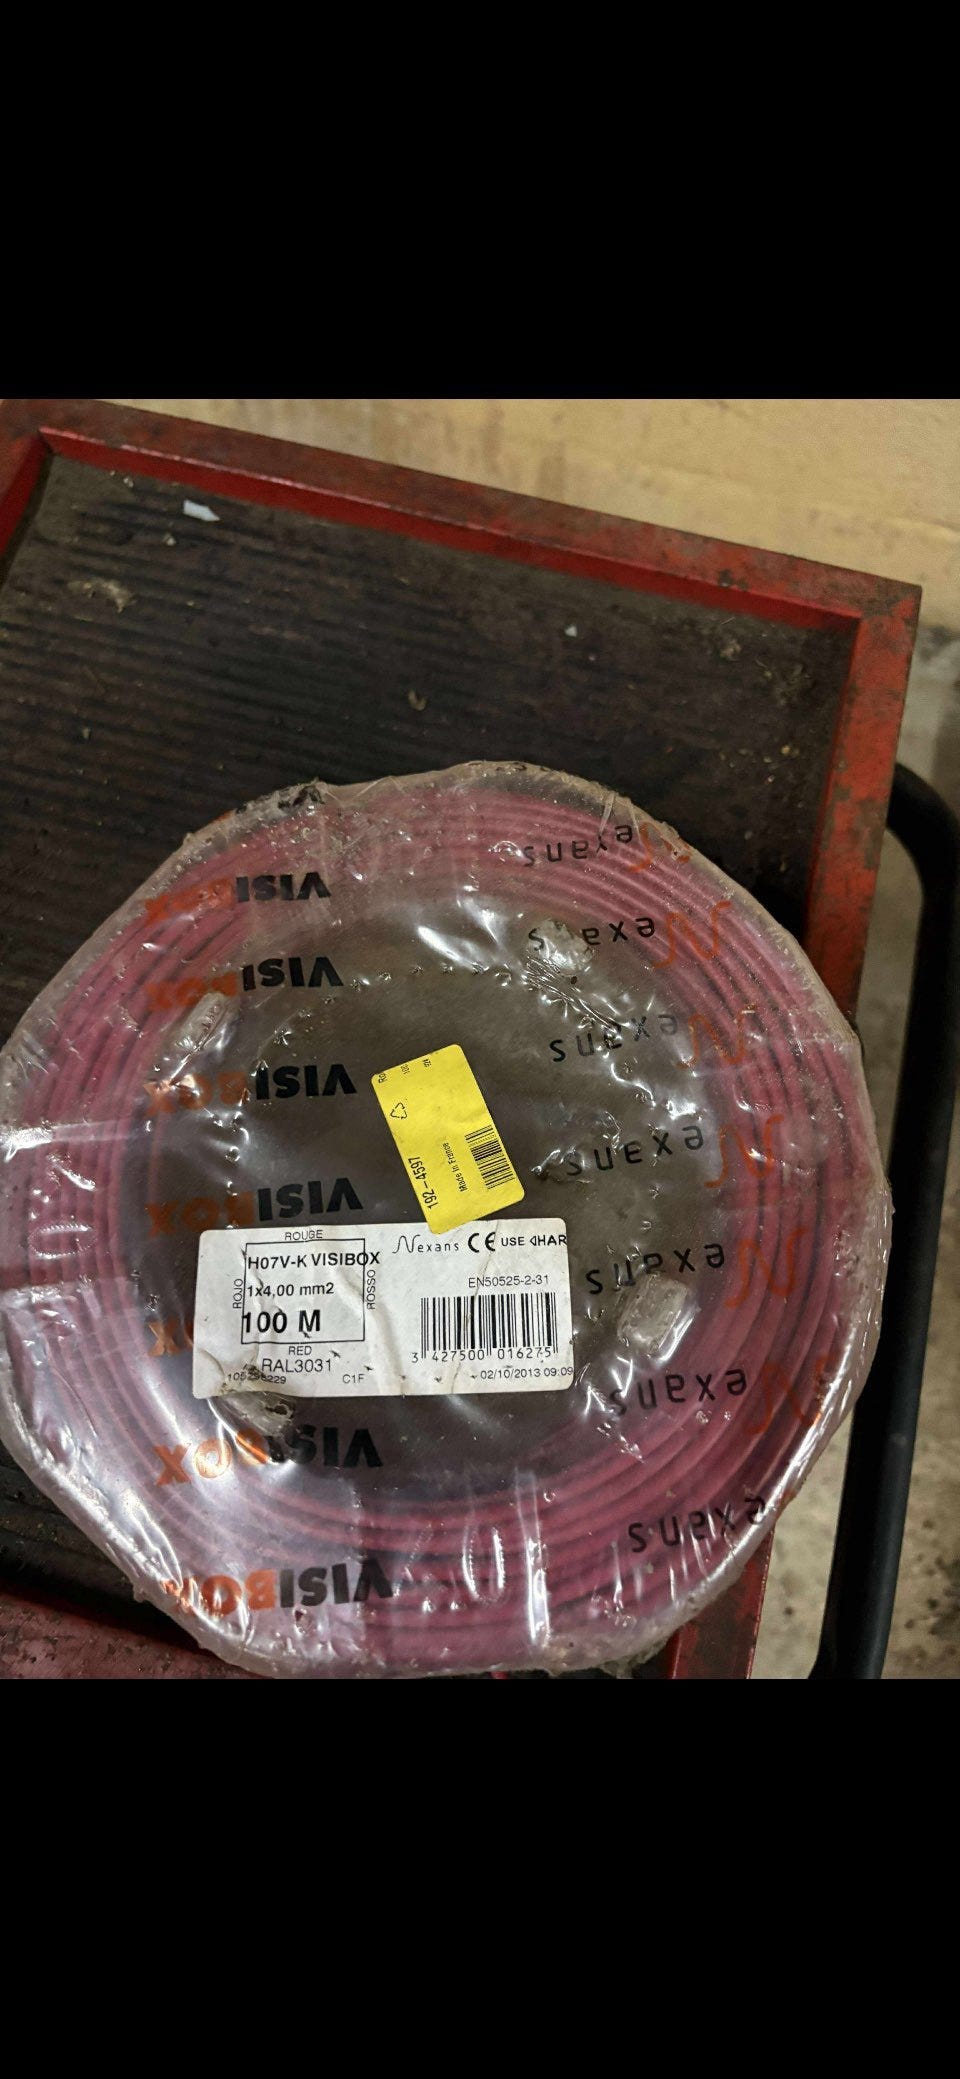 VISIBOX
VISIBOX
VISIBOX
VISIBOX
VISIBOX
VISIBOX
Nexans
Nexans
Nexans
Nexans
Nexans
Nexans
Nexans
192-4597
Made in France
ROUGE
H07V-K VISIBOX
1x4,00 mm2
100 M
ROJO
ROSSO
RED
RAL3031
C1F
Nexans CE USE ◁HAR
EN50525-2-31
3 427500 016275
02/10/2013 09:09